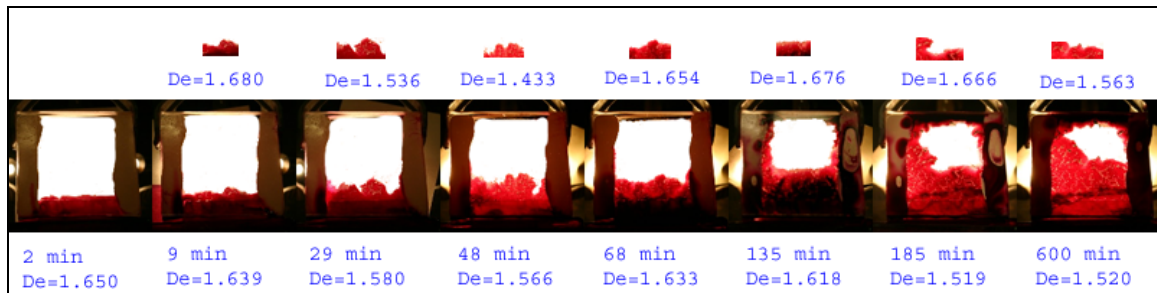 De=1.680
De=1.536
De=1.433
De=1.654
De=1.676
De=1.666
De=1.563
2 min
De=1.650
9 min
De=1.639
29 min
De=1.580
48 min
De=1.566
68 min
De=1.633
135 min
De=1.618
185 min
De=1.519
600 min
De=1.520